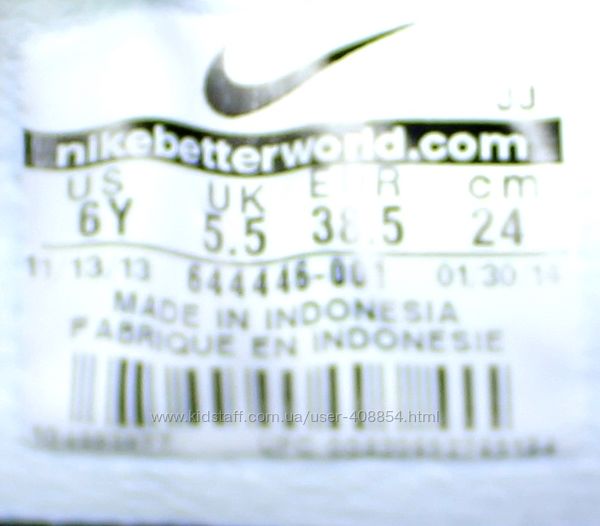 JJ
nikebetterworld.com
US UK EUR cm
6Y 5.5 38.5 24
11. 13. 13 644446-001 01.30.14
MADE IN INDONESIA
FABRIQUE EN INDONESIE
www.kidstaff.com.ua/user-408854.html